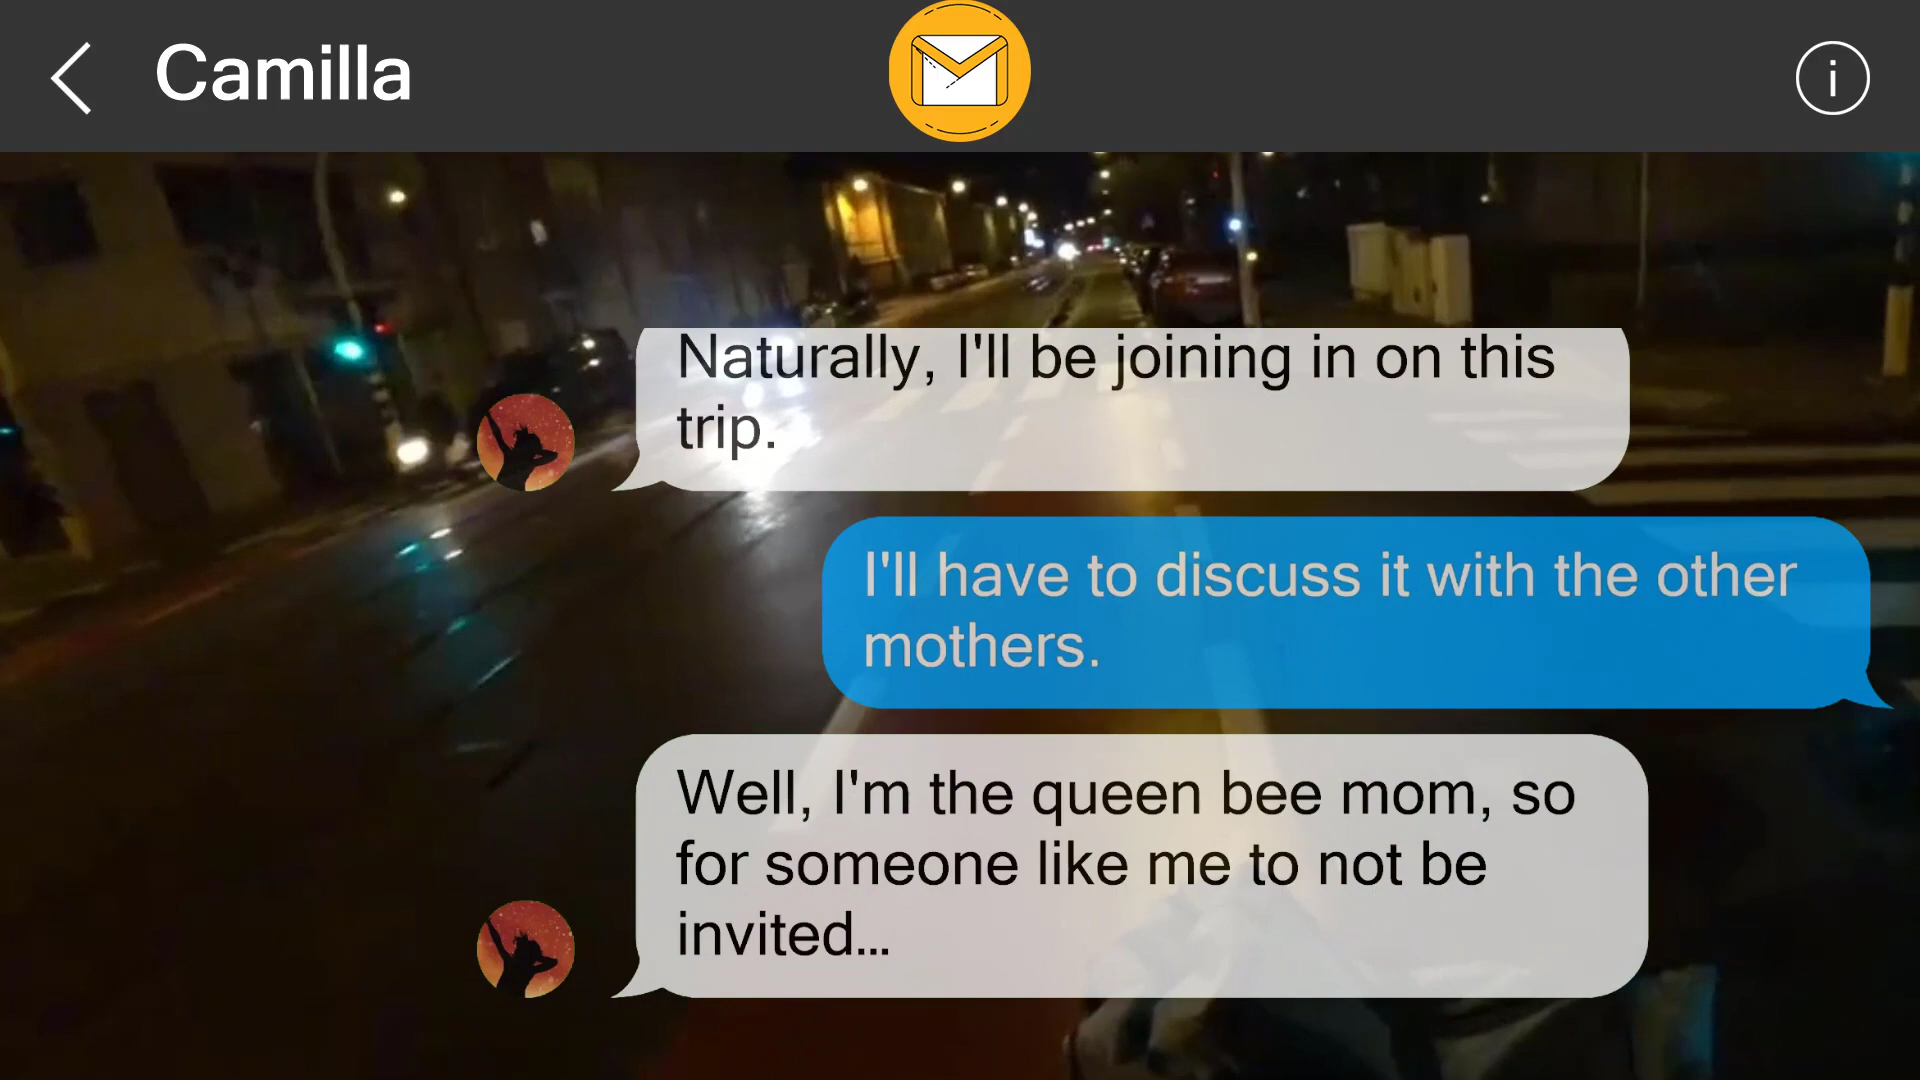 Camilla
i
Naturally, I'll be joining in on this
trip.
I'll have to discuss it with the other
mothers.
Well, I'm the queen bee mom, so
for someone like me to not be
invited...